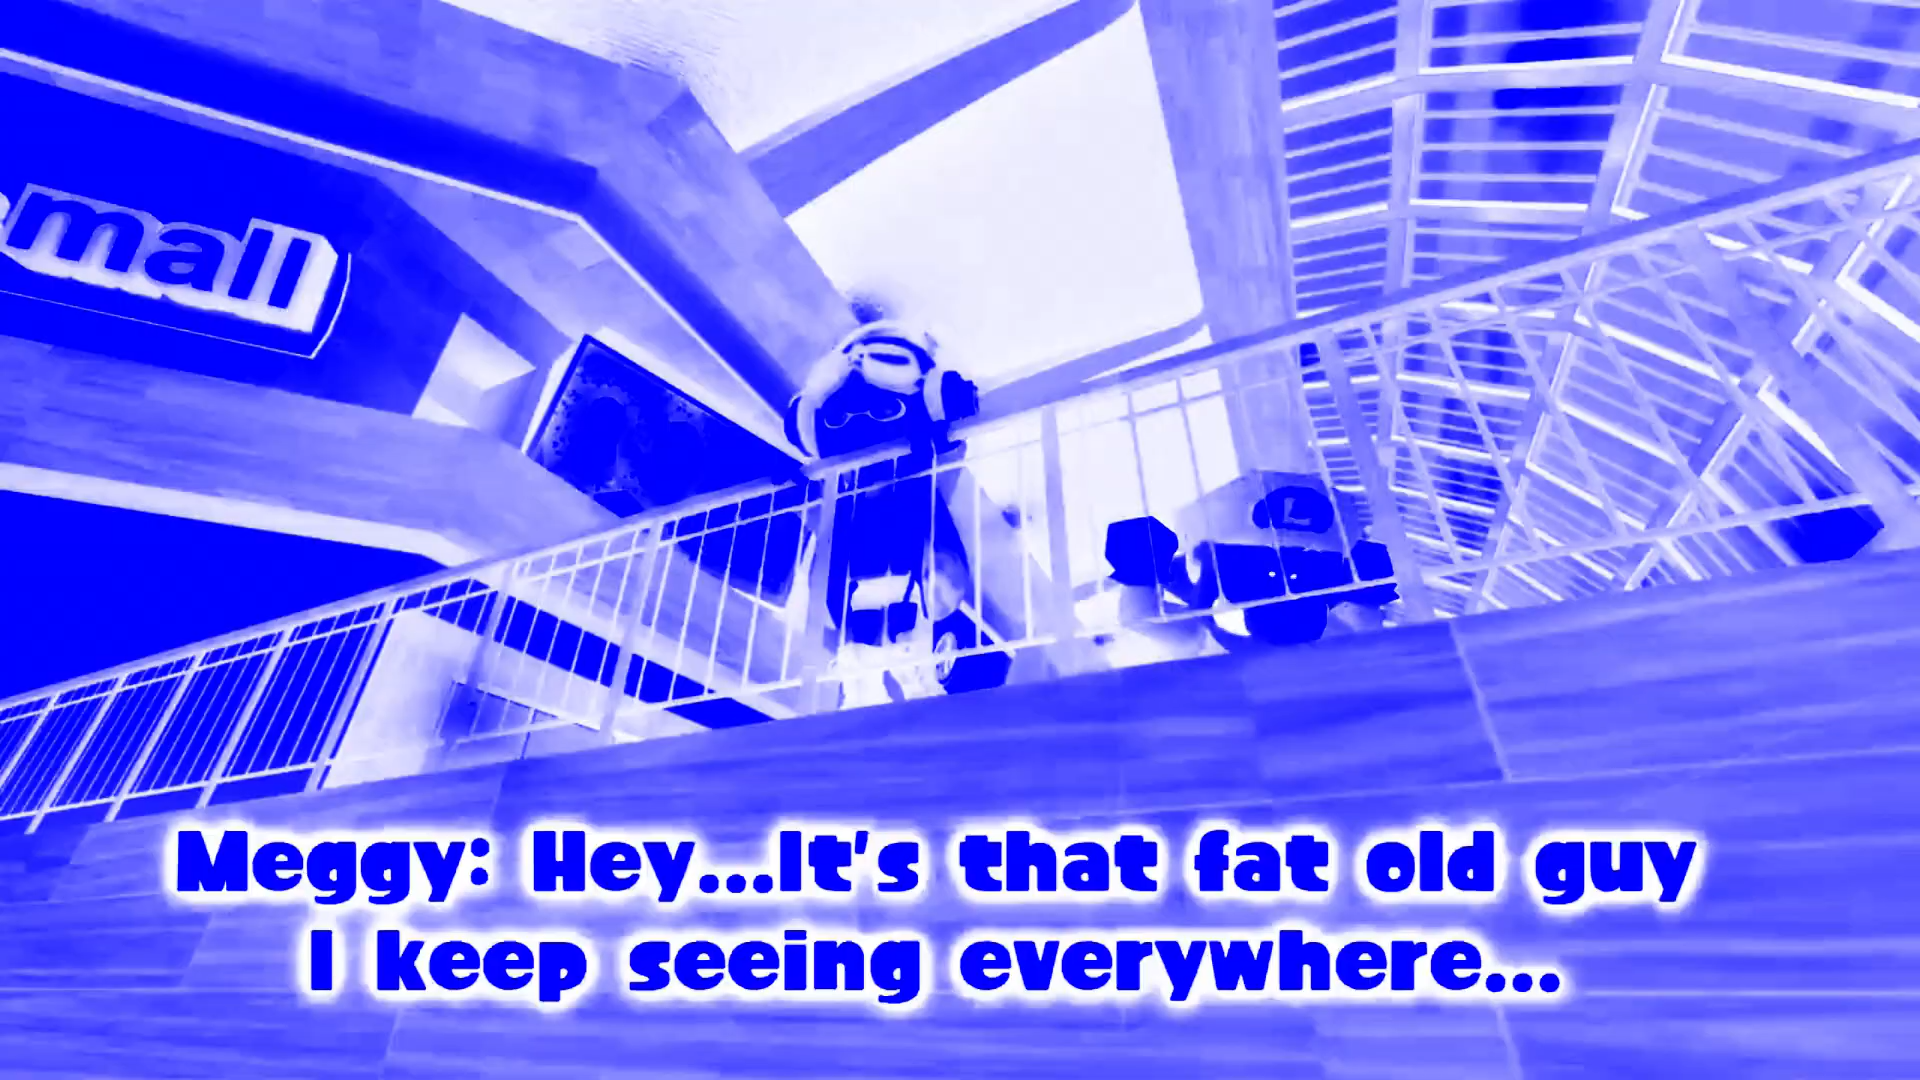 mall
L
Meggy: Hey...It's that fat old guy
I keep seeing everywhere...